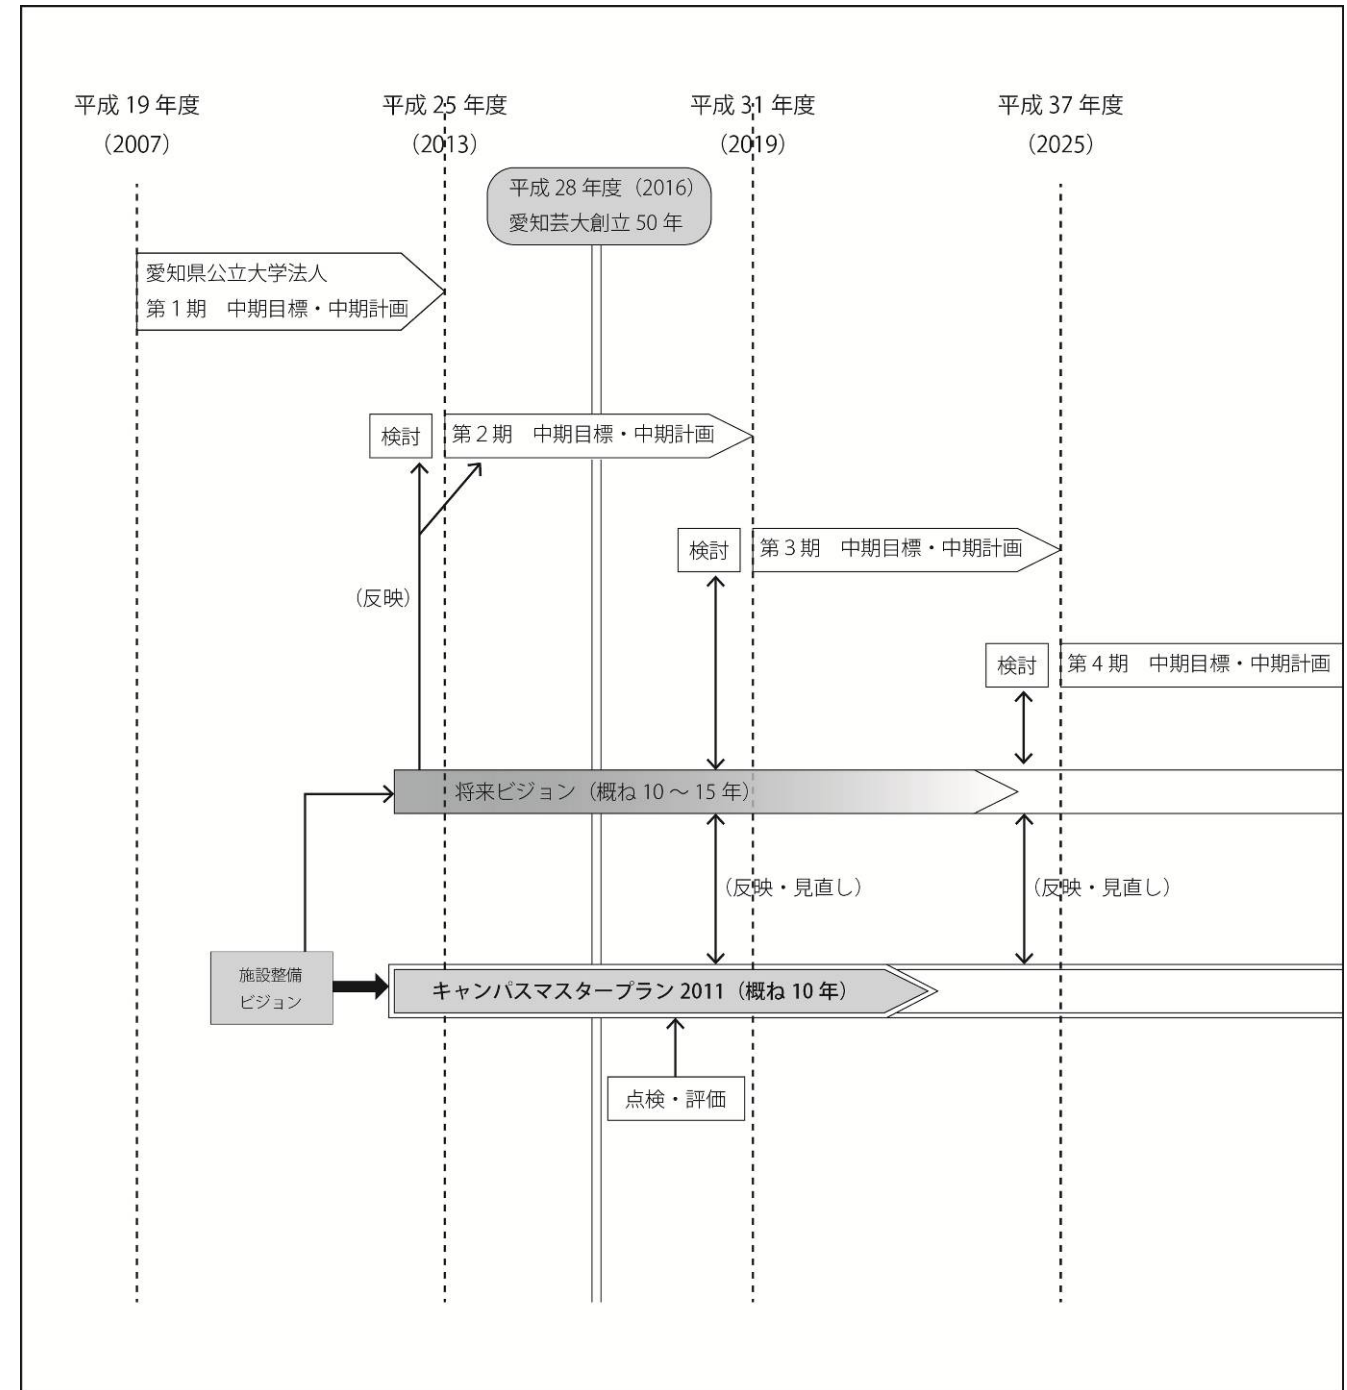 平成 19 年度
(2007)
平成 25 年度
(2013)
平成 31 年度
(2019)
平成 37 年度
(2025)
平成 28 年度（2016）
愛知芸大創立 50 年
愛知県公立大学法人
第 1 期　中期目標・中期計画
検討
第 2 期　中期目標・中期計画
検討
第 3 期　中期目標・中期計画
（反映）
検討
第 4 期　中期目標・中期計画
将来ビジョン（概ね 10 ～ 15 年）
（反映・見直し）
（反映・見直し）
施設整備
ビジョン
キャンパスマスタープラン 2011（概ね 10 年）
点検・評価